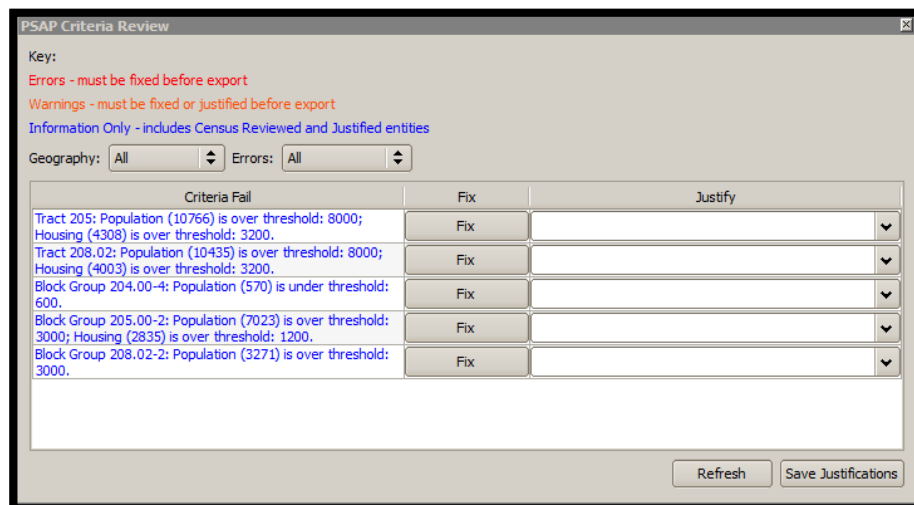 PSAP Criteria Review
Key:
Errors - must be fixed before export
Warnings - must be fixed or justified before export
Information Only - includes Census Reviewed and Justified entities
Geography: All Errors: All
Criteria Fail Fix Justify
Tract 205: Population (10766) is over threshold: 8000;
Housing (4308) is over threshold: 3200.
Fix
Tract 208.02: Population (10435) is over threshold: 8000;
Housing (4003) is over threshold: 3200.
Fix
Block Group 204.00-4: Population (570) is under threshold:
600.
Fix
Block Group 205.00-2: Population (7023) is over threshold:
3000; Housing (2835) is over threshold: 1200.
Fix
Block Group 208.02-2: Population (3271) is over threshold:
3000.
Fix
Refresh Save Justifications